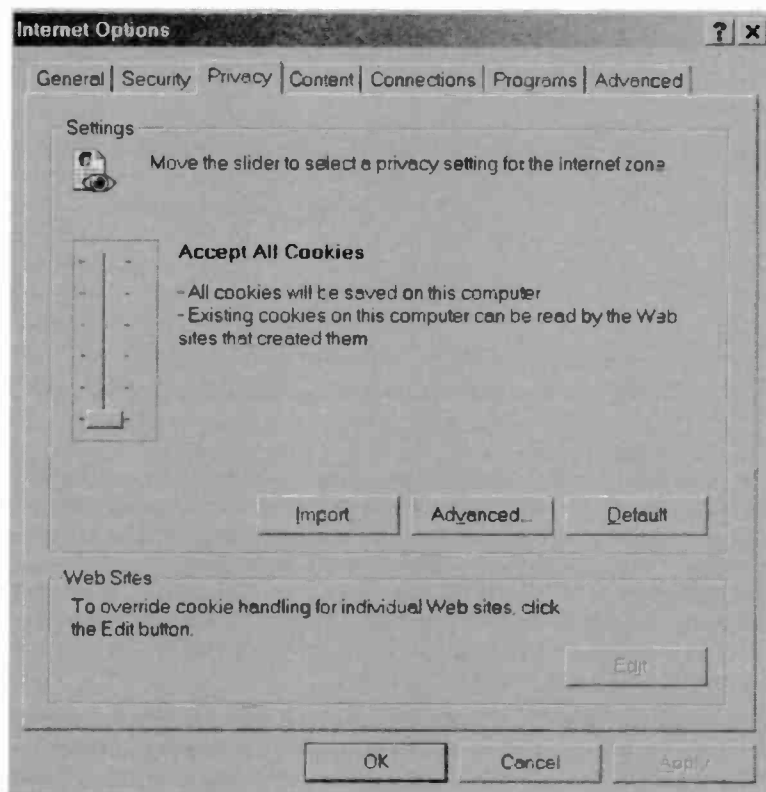 Internet Options
General Security Privacy Content Connections Programs Advanced
Settings
Move the slider to select a privacy setting for the internet zone
Accept All Cookies
- All cookies will be saved on this computer
- Existing cookies on this computer can be read by the Web
sites that created them
Import Advanced... Default
Web Sites
To override cookie handling for individual Web sites, click
the Edit button.
Edit
OK Cancel Apply